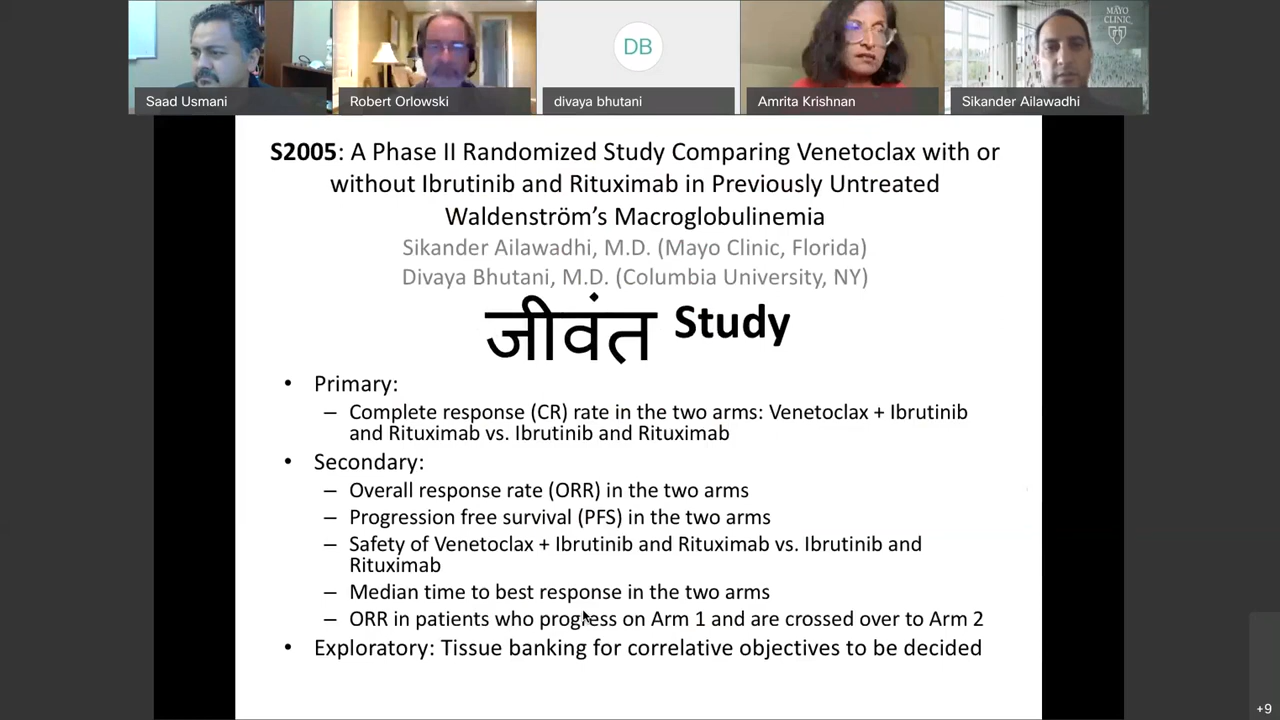 MAYO
CLINIC
DB
Saad Usmani
Robert Orlowski
divaya bhutani
Amrita Krishnan
Sikander Ailawadhi
S2005: A Phase II Randomized Study Comparing Venetoclax with or
without Ibrutinib and Rituximab in Previously Untreated
Waldenström’s Macroglobulinemia
Sikander Ailawadhi, M.D. (Mayo Clinic, Florida)
Divaya Bhutani, M.D. (Columbia University, NY)
जीवंत Study
• Primary:
– Complete response (CR) rate in the two arms: Venetoclax + Ibrutinib
and Rituximab vs. Ibrutinib and Rituximab
• Secondary:
– Overall response rate (ORR) in the two arms
– Progression free survival (PFS) in the two arms
– Safety of Venetoclax + Ibrutinib and Rituximab vs. Ibrutinib and
Rituximab
– Median time to best response in the two arms
– ORR in patients who progress on Arm 1 and are crossed over to Arm 2
• Exploratory: Tissue banking for correlative objectives to be decided
+9